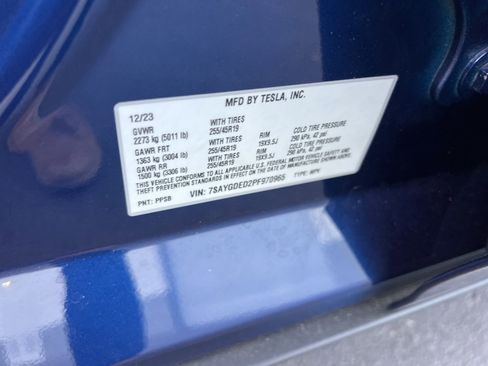 MFD BY TESLA, INC.
12/23
GVWR WITH TIRES
2273 kg (5011 lb) 255/45R19 RIM COLD TIRE PRESSURE
GAWR FRT WITH TIRES 19X9.5J 290 kPa, 42 psi
1363 kg (3004 lb) 255/45R19 RIM COLD TIRE PRESSURE
GAWR RR WITH TIRES 19X9.5J 290 kPa, 42 psi
1500 kg (3306 lb) 255/45R19
THIS VEHICLE CONFORMS TO ALL APPLICABLE U.S. FEDERAL MOTOR VEHICLE SAFETY AND
THEFT PREVENTION STANDARDS IN EFFECT ON THE DATE OF MANUFACTURE SHOWN ABOVE.
PNT: PPSB VIN: 7SAYGDED2PF970965 TYPE: MPV